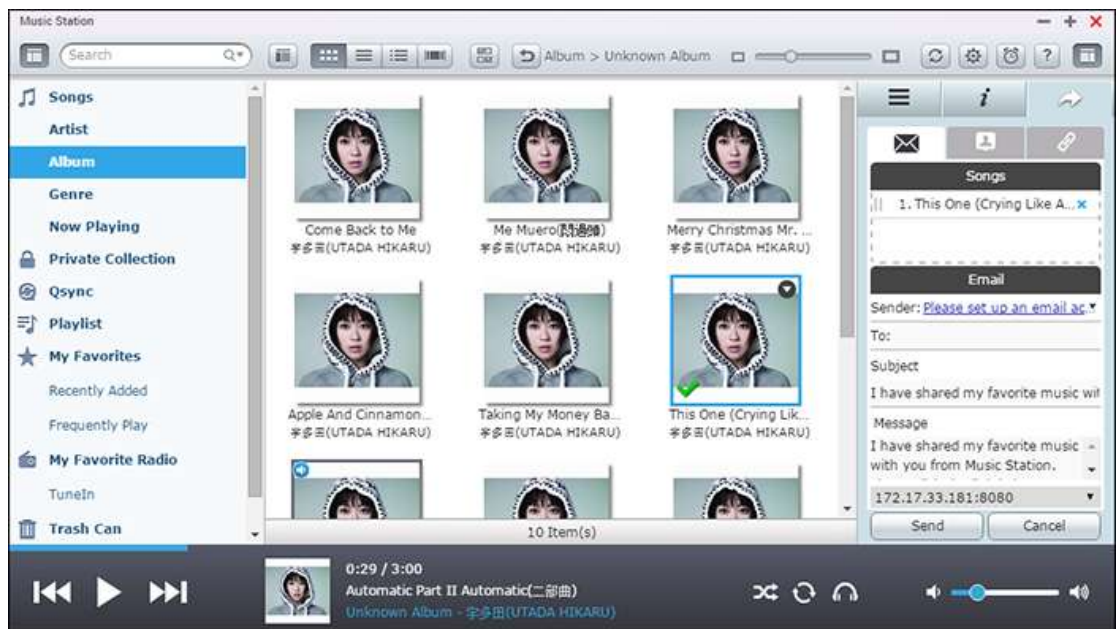 Music Station
Search
Album > Unknown Album
?
Songs
Artist
Album
Genre
Now Playing
Private Collection
Qsync
Playlist
My Favorites
Recently Added
Frequently Play
My Favorite Radio
TuneIn
Trash Can
Come Back to Me
宇多田(UTADA HIKARU)
Me Muero(悶過頭)
宇多田(UTADA HIKARU)
Merry Christmas Mr. ...
宇多田(UTADA HIKARU)
Apple And Cinnamon...
宇多田(UTADA HIKARU)
Taking My Money Ba...
宇多田(UTADA HIKARU)
This One (Crying Lik...
宇多田(UTADA HIKARU)
10 Item(s)
i
Songs
1. This One (Crying Like A...
Email
Sender: Please set up an email ac
To:
Subject
I have shared my favorite music wit
Message
I have shared my favorite music
with you from Music Station.
172.17.33.181:8080
Send
Cancel
0:29 / 3:00
Automatic Part II Automatic(二部曲)
Unknown Album - 宇多田(UTADA HIKARU)